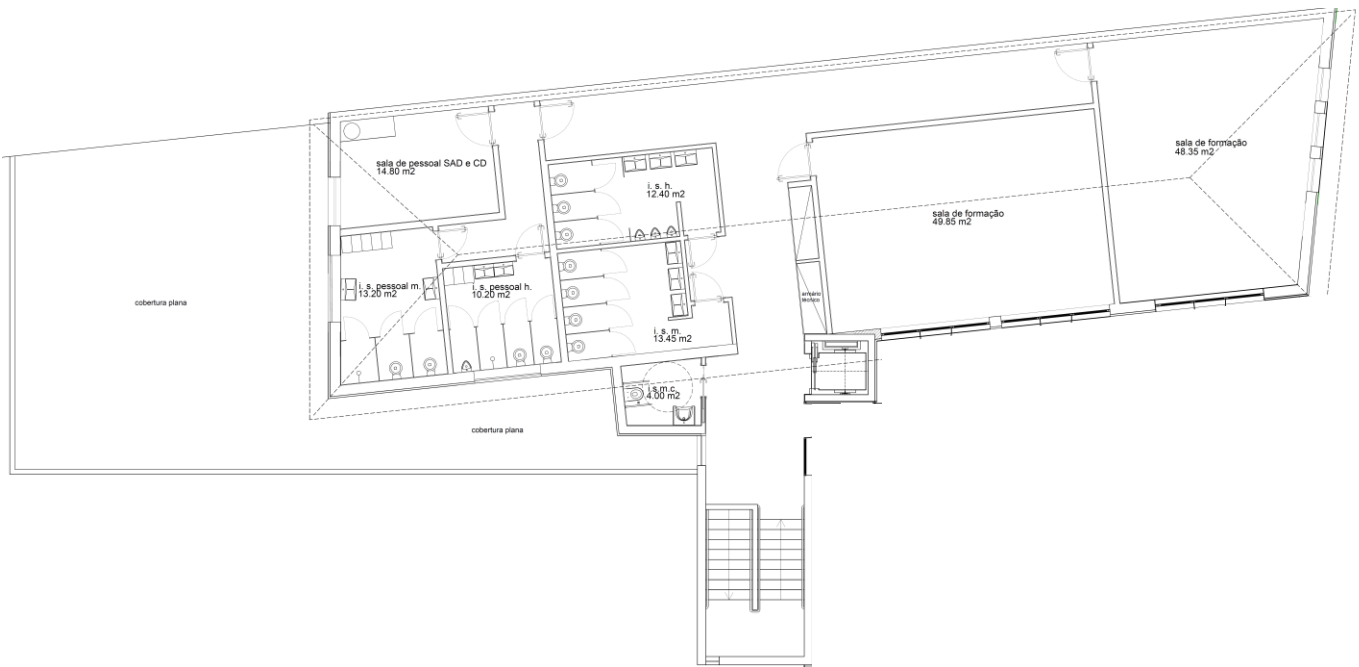 sala de formação
48.35 m2
sala de pessoal SAD e CD
14.80 m2
i. s. h.
12.40 m2
sala de formação
49.85 m2
i. s. pessoal m.
13.20 m2
i. s. pessoal h.
10.20 m2
armário
técnico
cobertura plana
i. s. m.
13.45 m2
i.s.m.c.
4.00 m2
cobertura plana